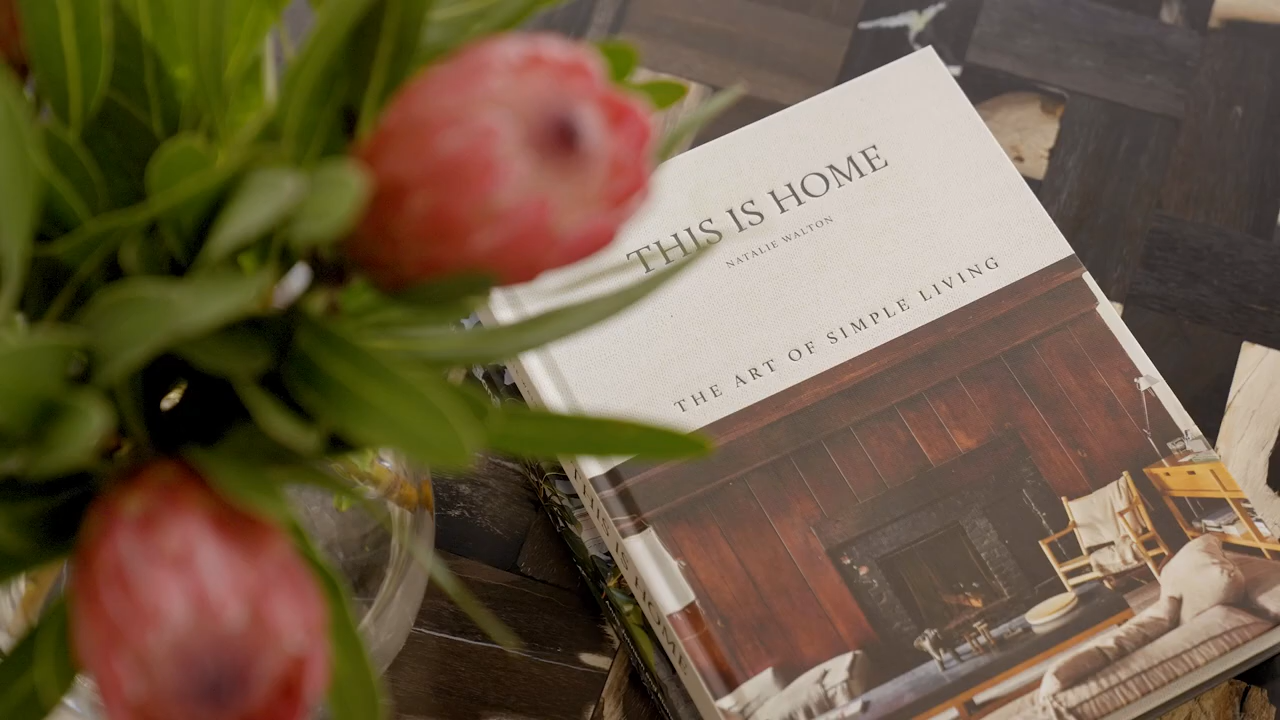 THIS IS HOME
NATALIE WALTON
THE ART OF SIMPLE LIVING
THIS IS HOME